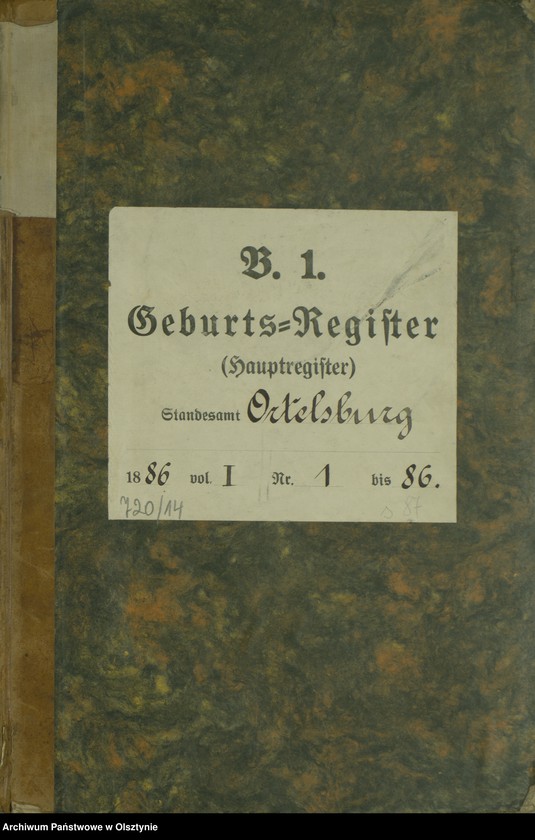 B. 1.
Geburts=Regiſter
(Hauptregiſter)
Standesamt Ortelsburg
1886 vol. I Nr. 1 bis 86.
720/14
Archiwum Państwowe w Olsztynie